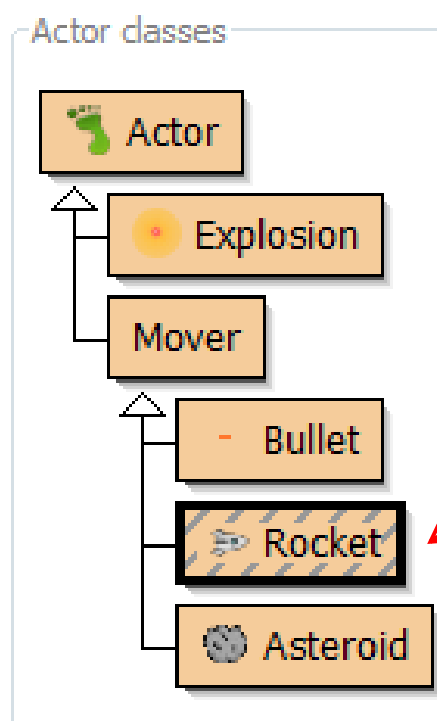 Actor classes
Actor
Explosion
Mover
Bullet
Rocket
Asteroid